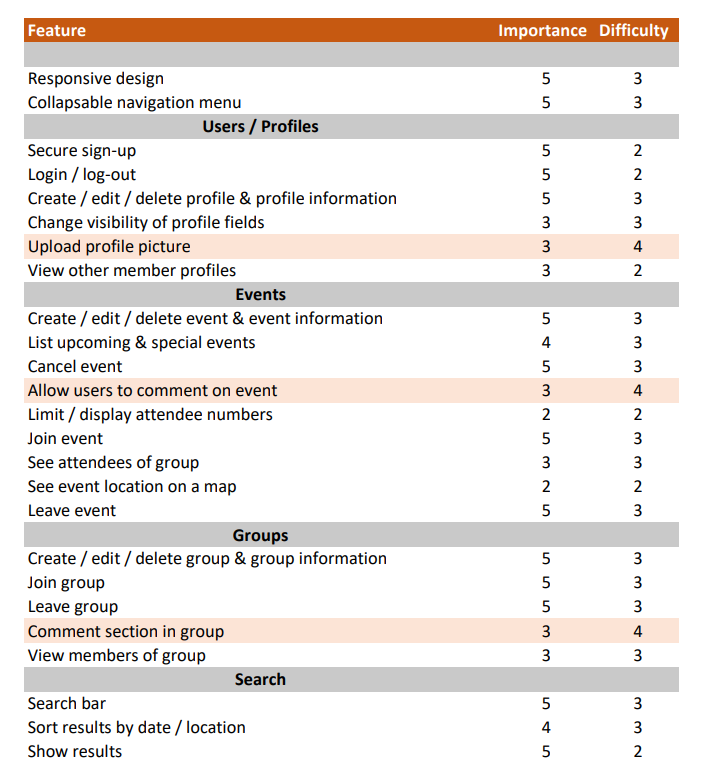 Feature Importance Difficulty
Responsive design 5 3
Collapsable navigation menu 5 3
Users / Profiles
Secure sign-up 5 2
Login / log-out 5 2
Create / edit / delete profile & profile information 5 3
Change visibility of profile fields 3 3
Upload profile picture 3 4
View other member profiles 3 2
Events
Create / edit / delete event & event information 5 3
List upcoming & special events 4 3
Cancel event 5 3
Allow users to comment on event 3 4
Limit / display attendee numbers 2 2
Join event 5 3
See attendees of group 3 3
See event location on a map 2 2
Leave event 5 3
Groups
Create / edit / delete group & group information 5 3
Join group 5 3
Leave group 5 3
Comment section in group 3 4
View members of group 3 3
Search
Search bar 5 3
Sort results by date / location 4 3
Show results 5 2